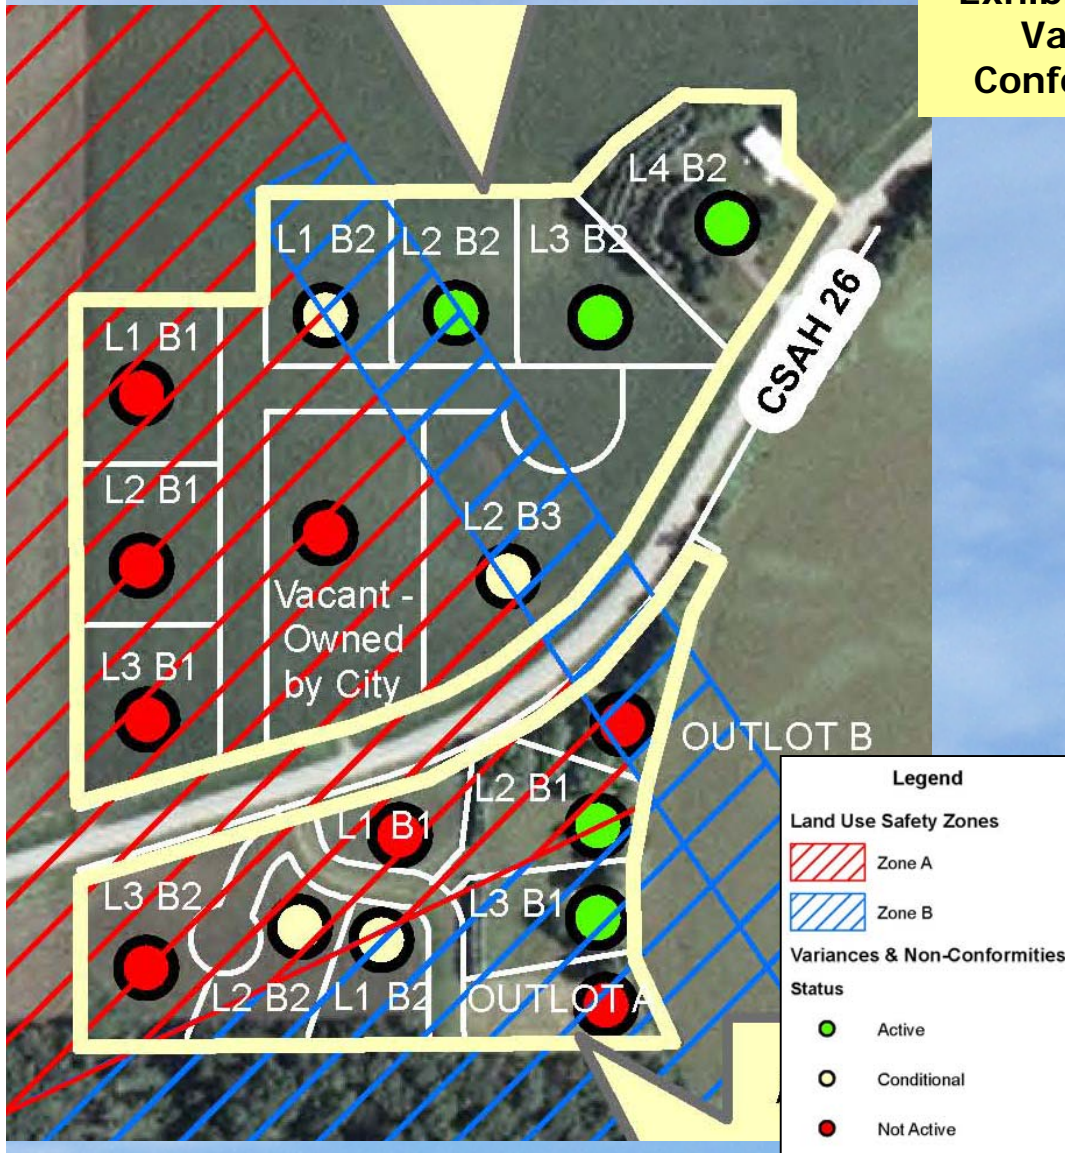 Conf
L4 B2
L1 B2
L2 B2
L3 B2
CSAH 26
L1 B1
L2 B1
L3 B1
L2 B3
Vacant -
Owned
by City
OUTLOT B
L2 B1
L1 B1
L3 B2
L3 B1
L2 B2
L1 B2
OUTLOT A
Legend
Land Use Safety Zones
Zone A
Zone B
Variances & Non-Conformities
Status
Active
Conditional
Not Active